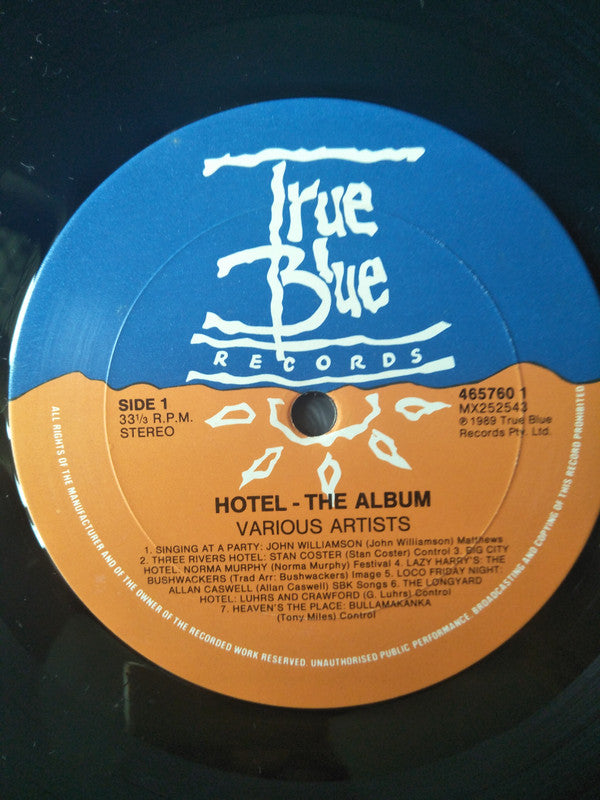 True
Blue
RECORDS
SIDE 1
33⅓ R.P.M.
STEREO
465760 1
MX252543
℗ 1989 True Blue
Records Pty. Ltd.
HOTEL - THE ALBUM
VARIOUS ARTISTS
1. SINGING AT A PARTY: JOHN WILLIAMSON (John Williamson) Matthews
2. THREE RIVERS HOTEL: STAN COSTER (Stan Coster) Control 3. BIG CITY
HOTEL: NORMA MURPHY (Norma Murphy) Festival 4. LAZY HARRY'S: THE
BUSHWACKERS (Trad Arr: Bushwackers) Image 5. LOCO FRIDAY NIGHT:
ALLAN CASWELL (Allan Caswell) SBK Songs 6. THE LONGYARD
HOTEL: LUHRS AND CRAWFORD (G. Luhrs) Control
7. HEAVEN'S THE PLACE: BULLAMAKANKA
(Tony Miles) Control
ALL RIGHTS OF THE MANUFACTURER AND OF THE OWNER OF THE RECORDED WORK RESERVED. UNAUTHORISED PUBLIC PERFORMANCE, BROADCASTING AND COPYING OF THIS RECORD PROHIBITED